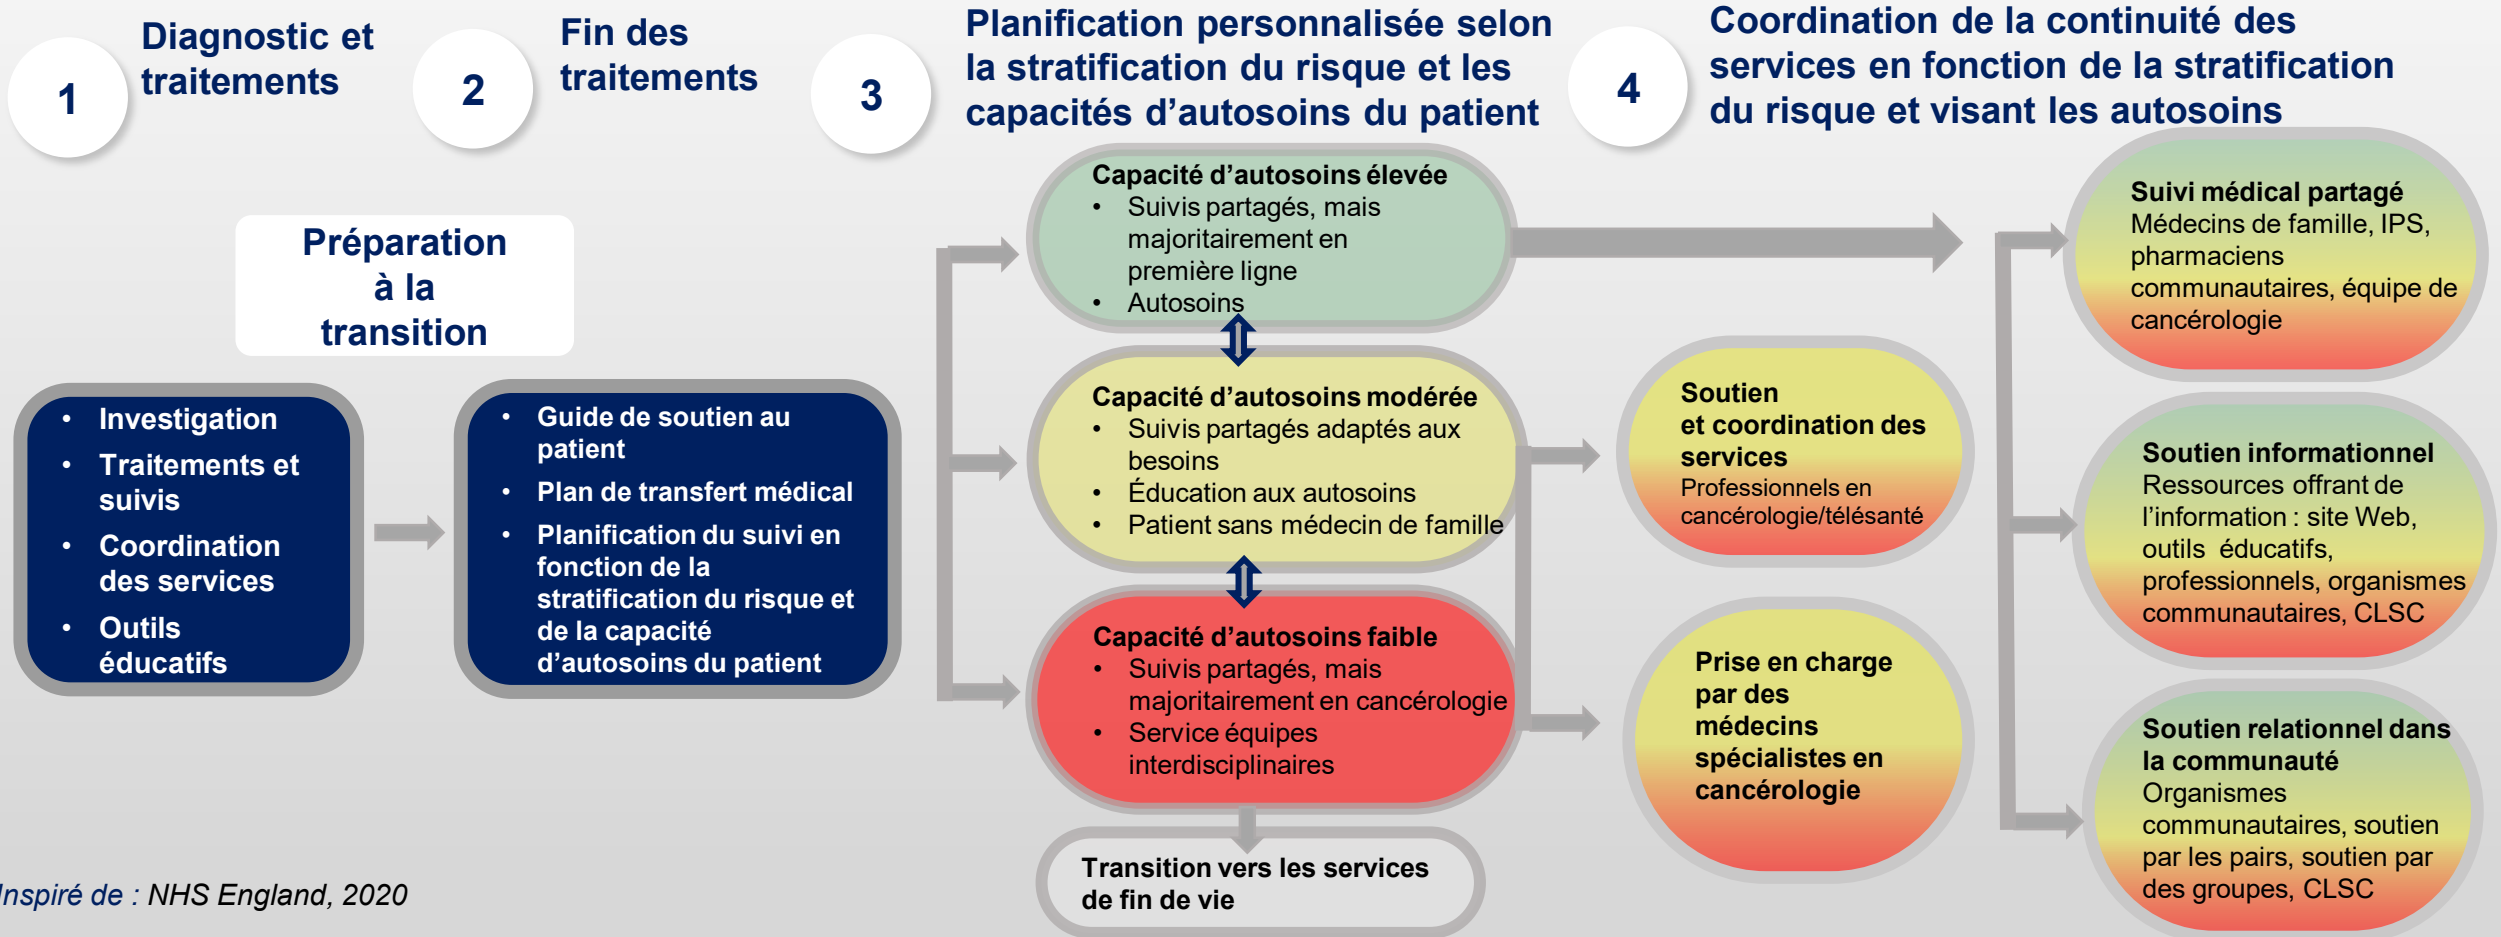 1
Diagnostic et
traitements
2
Fin des
traitements
3
Planification personnalisée selon
la stratification du risque et les
capacités d’autosoins du patient
4
Coordination de la continuité des
services en fonction de la stratification
du risque et visant les autosoins
Préparation
à la
transition
• Investigation
• Traitements et
suivis
• Coordination
des services
• Outils
éducatifs
• Guide de soutien au
patient
• Plan de transfert médical
• Planification du suivi en
fonction de la
stratification du risque et
de la capacité
d’autosoins du patient
Capacité d’autosoins élevée
• Suivis partagés, mais
majoritairement en
première ligne
• Autosoins
Capacité d’autosoins modérée
• Suivis partagés adaptés aux
besoins
• Éducation aux autosoins
• Patient sans médecin de famille
Capacité d’autosoins faible
• Suivis partagés, mais
majoritairement en cancérologie
• Service équipes
interdisciplinaires
Transition vers les services
de fin de vie
Soutien
et coordination des
services
Professionnels en
cancérologie/télésanté
Prise en charge
par des
médecins
spécialistes en
cancérologie
Suivi médical partagé
Médecins de famille, IPS,
pharmaciens
communautaires, équipe de
cancérologie
Soutien informationnel
Ressources offrant de
l’information : site Web,
outils éducatifs,
professionnels, organismes
communautaires, CLSC
Soutien relationnel dans
la communauté
Organismes
communautaires, soutien
par les pairs, soutien par
des groupes, CLSC
Inspiré de : NHS England, 2020